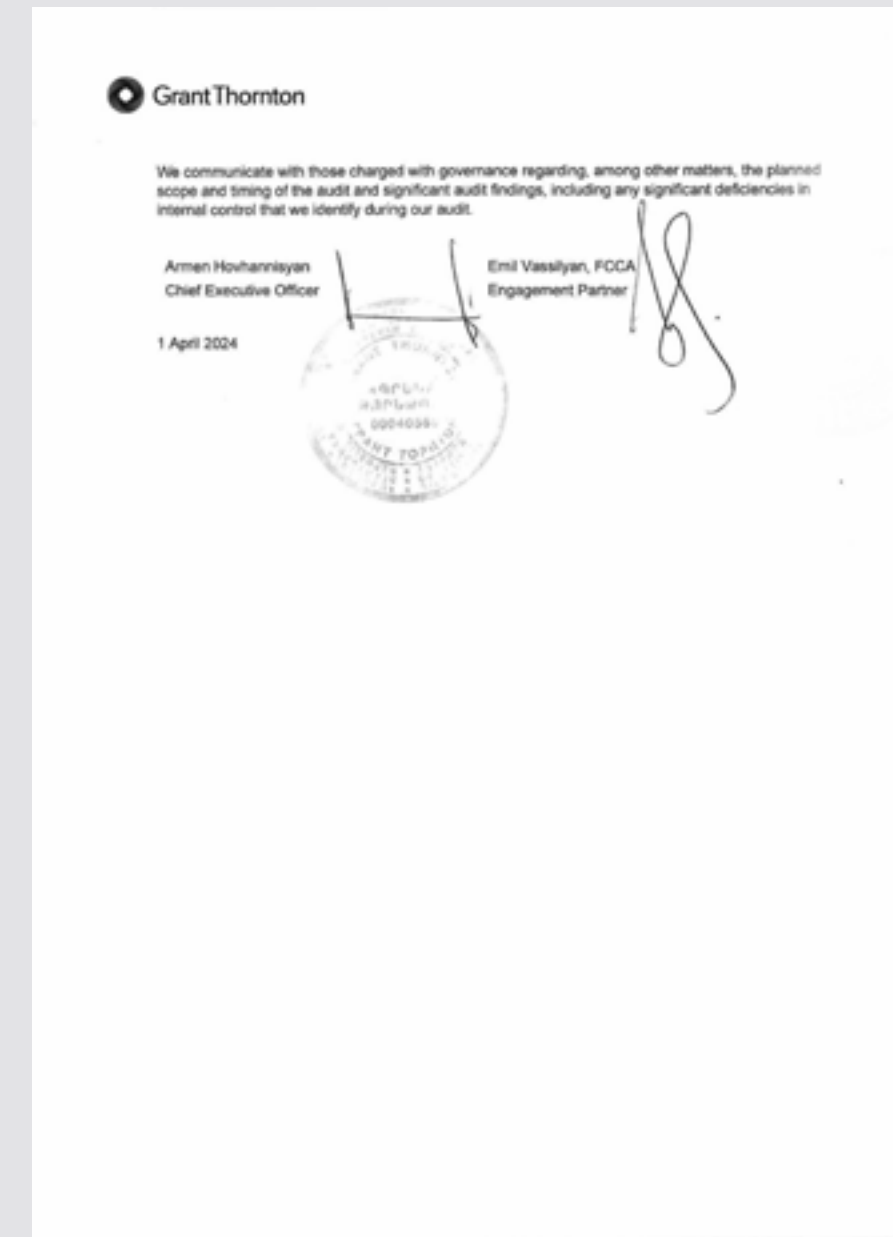 Grant Thornton
We communicate with those charged with governance regarding, among other matters, the planned
scope and timing of the audit and significant audit findings, including any significant deficiencies in
internal control that we identify during our audit.
Armen Hovhannisyan
Chief Executive Officer
Emil Vassilyan, FCCA
Engagement Partner
1 April 2024